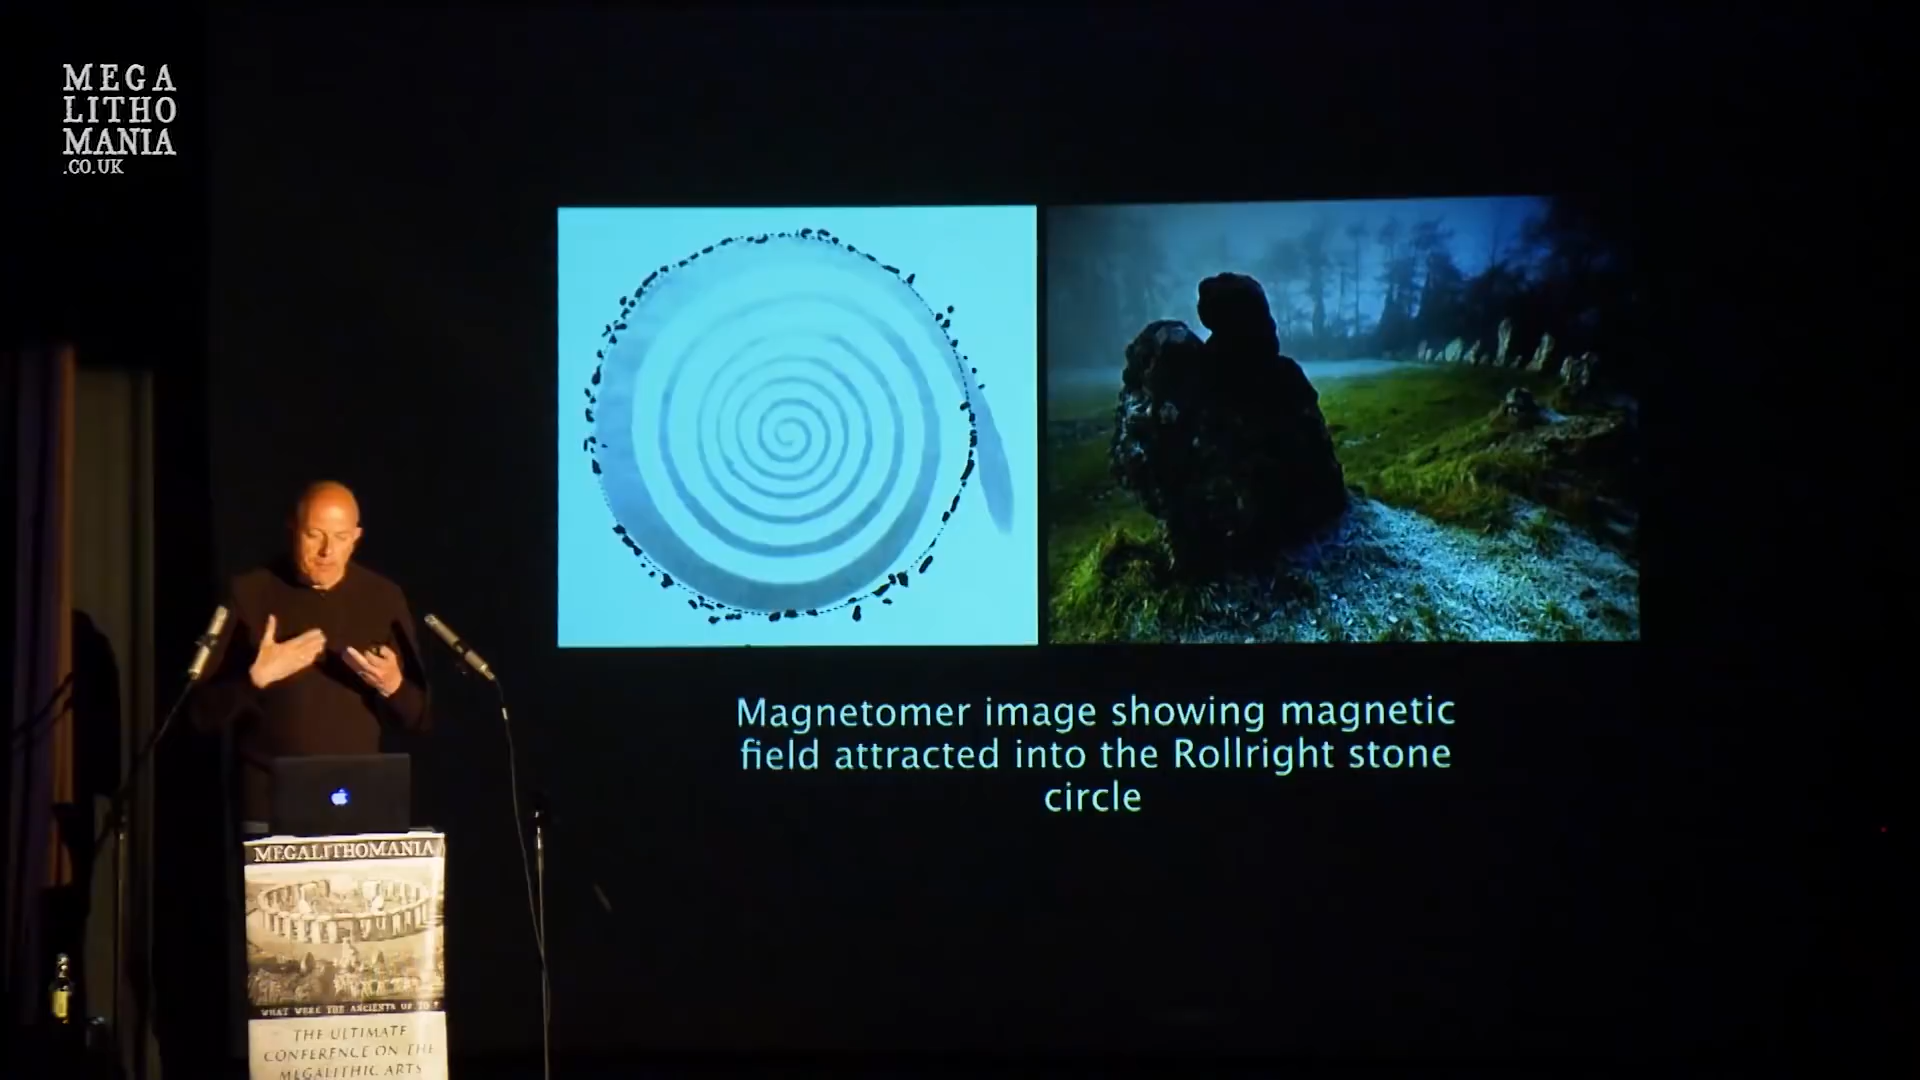 MEGA
LITHO
MANIA
.CO.UK
Magnetomer image showing magnetic
field attracted into the Rollright stone
circle
MEGALITHOMANIA
WHAT WERE THE ANCIENTS UP TO ?
THE ULTIMATE
CONFERENCE ON THE
MEGALITHIC ARTS